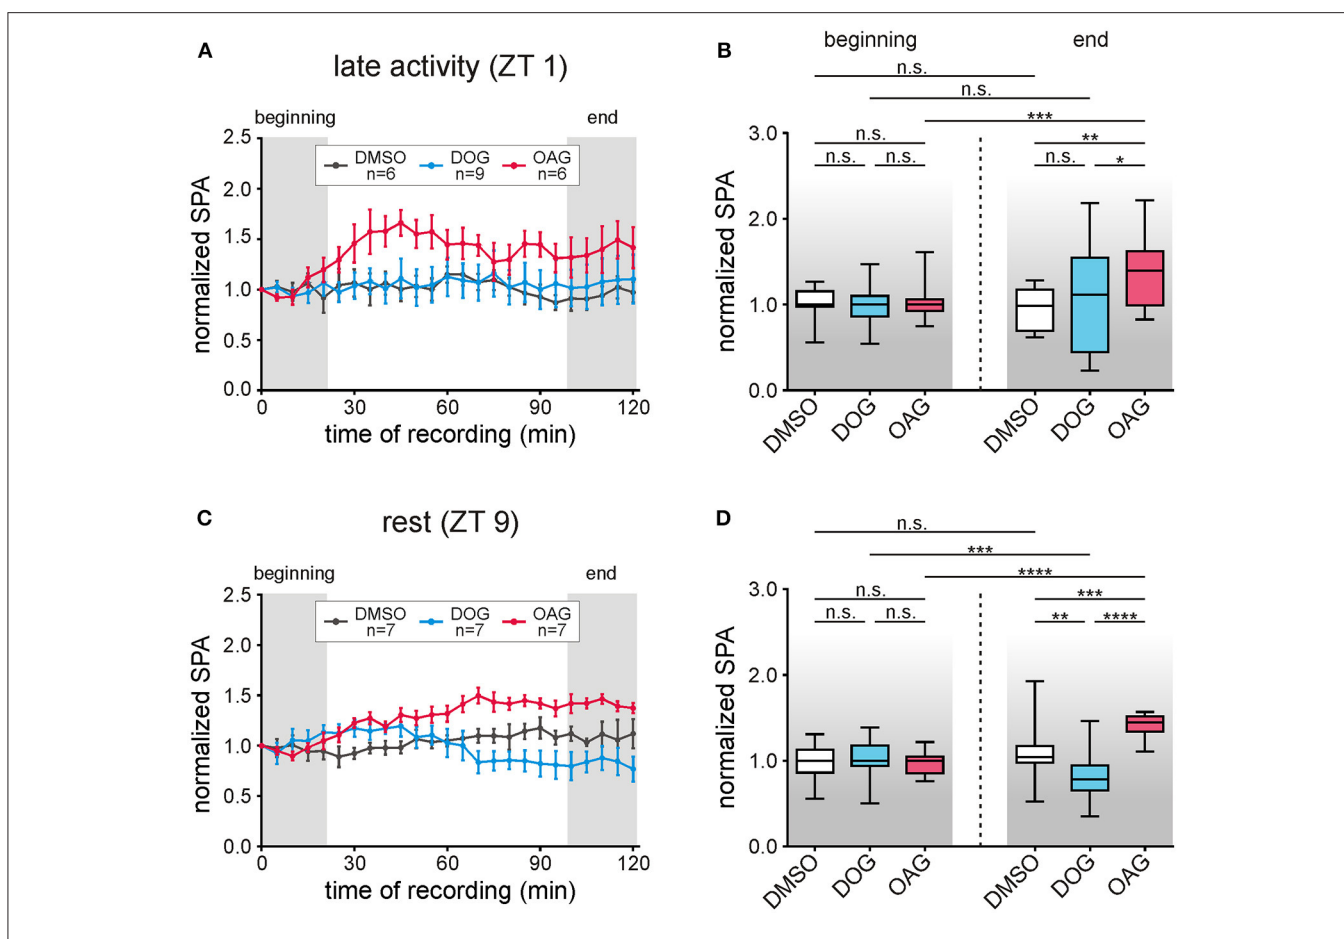 A
late activity (ZT 1)
beginning
end
2.5
2.0
1.5
1.0
0.5
0.0
normalized SPA
DMSO
n=6
DOG
n=9
OAG
n=6
0
30
60
90
120
time of recording (min)
B
beginning
end
n.s.
n.s.
***
n.s.
**
n.s.
n.s.
n.s.
*
3.0
2.0
1.0
0.0
normalized SPA
DMSO
DOG
OAG
DMSO
DOG
OAG
C
rest (ZT 9)
beginning
end
2.5
2.0
1.5
1.0
0.5
0.0
normalized SPA
DMSO
n=7
DOG
n=7
OAG
n=7
0
30
60
90
120
time of recording (min)
D
n.s.
***
****
n.s.
***
n.s.
n.s.
**
****
3.0
2.0
1.0
0.0
normalized SPA
DMSO
DOG
OAG
DMSO
DOG
OAG